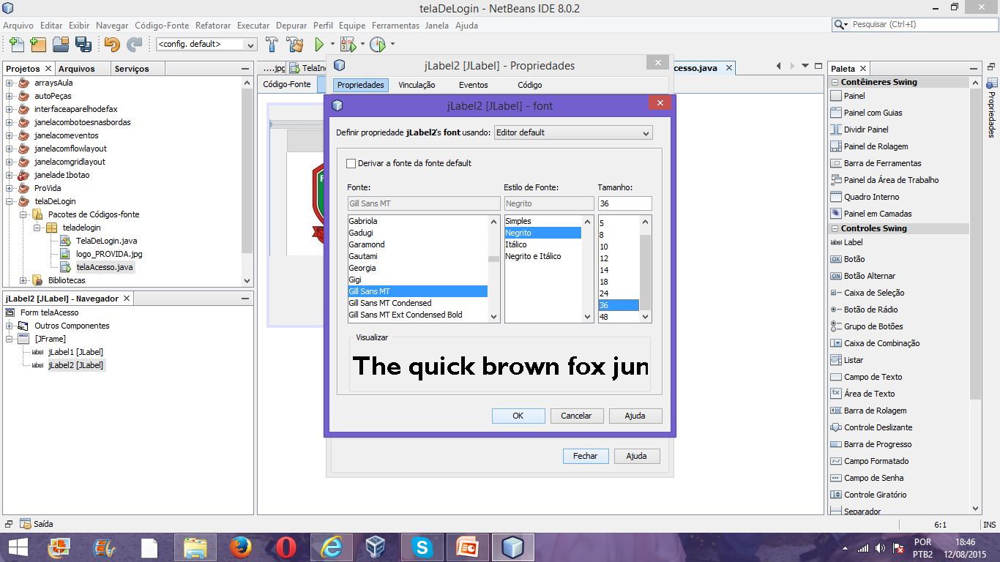 telaDeLogin - NetBeans IDE 8.0.2
Arquivo Editar Exibir Navegar Código-Fonte Refatorar Executar Depurar Perfil Equipe Ferramentas Janela Ajuda
Pesquisar (Ctrl+I)
<config. default>
Projetos
Arquivos
Serviços
arraysAula
autoPeças
interfaceaparelhodefax
janelacombotoesnasbordas
janelacomeventos
janelacomflowlayout
janelacomgridlayout
janelade1botao
ProVida
telaDeLogin
Pacotes de Códigos-fonte
teladelogin
TelaDeLogin.java
logo_PROVIDA.jpg
telaAcesso.java
Bibliotecas
jLabel2 [JLabel] - Navegador
Form telaAcesso
Outros Componentes
[JFrame]
label jLabel1 [JLabel]
label jLabel2 [JLabel]
....jpg
TelaIn
cesso.java
Código-Fonte
jLabel2 [JLabel] - Propriedades
Propriedades
Vinculação
Eventos
Código
jLabel2 [JLabel] - font
Definir propriedade jLabel2's font usando:
Editor default
Derivar a fonte da fonte default
Fonte:
Estilo de Fonte:
Tamanho:
Gill Sans MT
Negrito
36
Gabriola
Gadugi
Garamond
Gautami
Georgia
Gigi
Gill Sans MT
Gill Sans MT Condensed
Gill Sans MT Ext Condensed Bold
Simples
Negrito
Itálico
Negrito e Itálico
5
8
10
12
14
18
24
36
48
Visualizar
The quick brown fox jun
OK
Cancelar
Ajuda
Fechar
Ajuda
Paleta
Contêineres Swing
Painel
Painel com Guias
Dividir Painel
Painel de Rolagem
Barra de Ferramentas
Painel da Área de Trabalho
Quadro Interno
Painel em Camadas
Controles Swing
label Label
OK Botão
ON Botão Alternar
Caixa de Seleção
Botão de Rádio
Grupo de Botões
Caixa de Combinação
Listar
Campo de Texto
Área de Texto
Barra de Rolagem
Controle Deslizante
Barra de Progresso
Campo Formatado
Campo de Senha
Controle Giratório
Separador
Propriedades
Saída
6:1
INS
POR
PTB2
18:46
12/08/2015